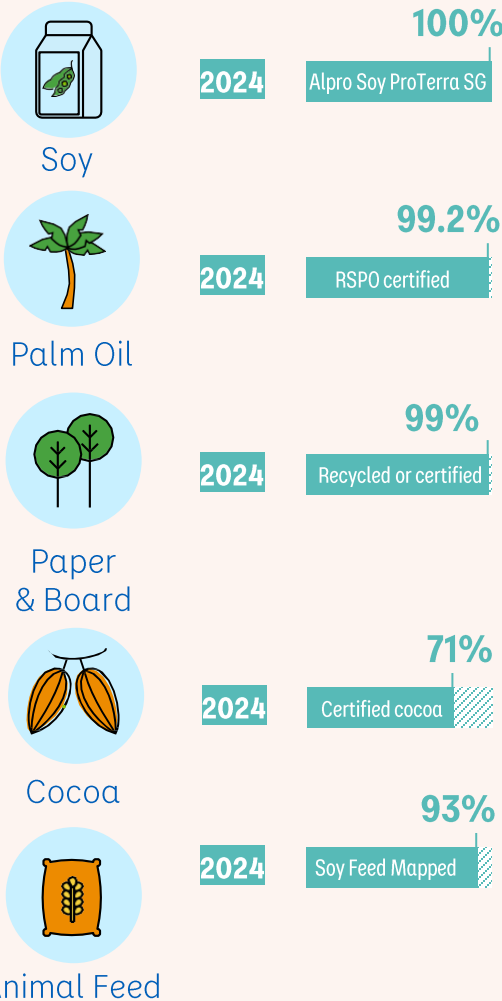 100%
2024
Alpro Soy ProTerra SG
Soy
99.2%
2024
RSPO certified
Palm Oil
99%
2024
Recycled or certified
Paper
& Board
71%
2024
Certified cocoa
Cocoa
93%
2024
Soy Feed Mapped
nimal Feed